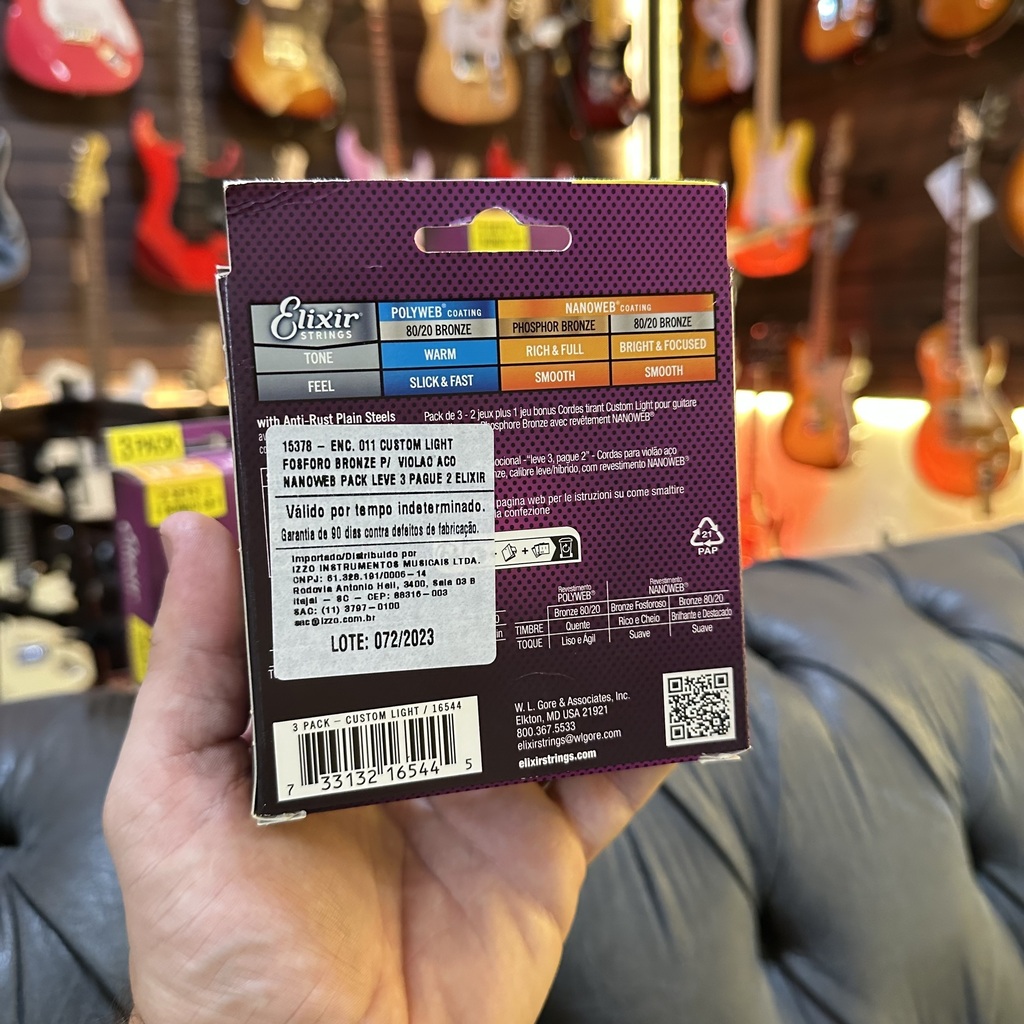 Elixir
STRINGS
POLYWEB® COATING
NANOWEB® COATING
80/20 BRONZE
PHOSPHOR BRONZE
80/20 BRONZE
TONE
WARM
RICH & FULL
BRIGHT & FOCUSED
FEEL
SLICK & FAST
SMOOTH
SMOOTH
with Anti-Rust Plain Steels
Pack de 3 - 2 jeux plus 1 jeu bonus Cordes tirant Custom Light pour guitare
Phosphore Bronze avec revêtement NANOWEB®
15378 - ENC. 011 CUSTOM LIGHT
FOSFORO BRONZE P/ VIOLAO ACO
NANOWEB PACK LEVE 3 PAGUE 2 ELIXIR
Válido por tempo indeterminado.
Garantia de 90 dias contra defeitos de fabricação.
Importado/Distribuido por
IZZO INSTRUMENTOS MUSICAIS LTDA.
CNPJ: 61.328.191/0006-14
Rodovia Antonio Heil, 3400, Sala 03 B
Itajaí - SC - CEP: 88316-003
SAC: (11) 3797-0100
sac@izzo.com.br
LOTE: 072/2023
ocional -"leve 3, pague 2" - Cordas para violão aço
nze, calibre leve/híbrido, com revestimento NANOWEB®
pagina web per le istruzioni su come smaltire
la confezione
+
21
PAP
Revestimento
POLYWEB®
Revestimento
NANOWEB®
Bronze 80/20
Bronze Fosforoso
Bronze 80/20
TIMBRE
Quente
Rico e Cheio
Brilhante e Destacado
TOQUE
Liso e Ágil
Suave
Suave
3 PACK - CUSTOM LIGHT / 16544
7 33132 16544 5
W. L. Gore & Associates, Inc.
Elkton, MD USA 21921
800.367.5533
elixirstrings@wlgore.com
elixirstrings.com
3 PACK